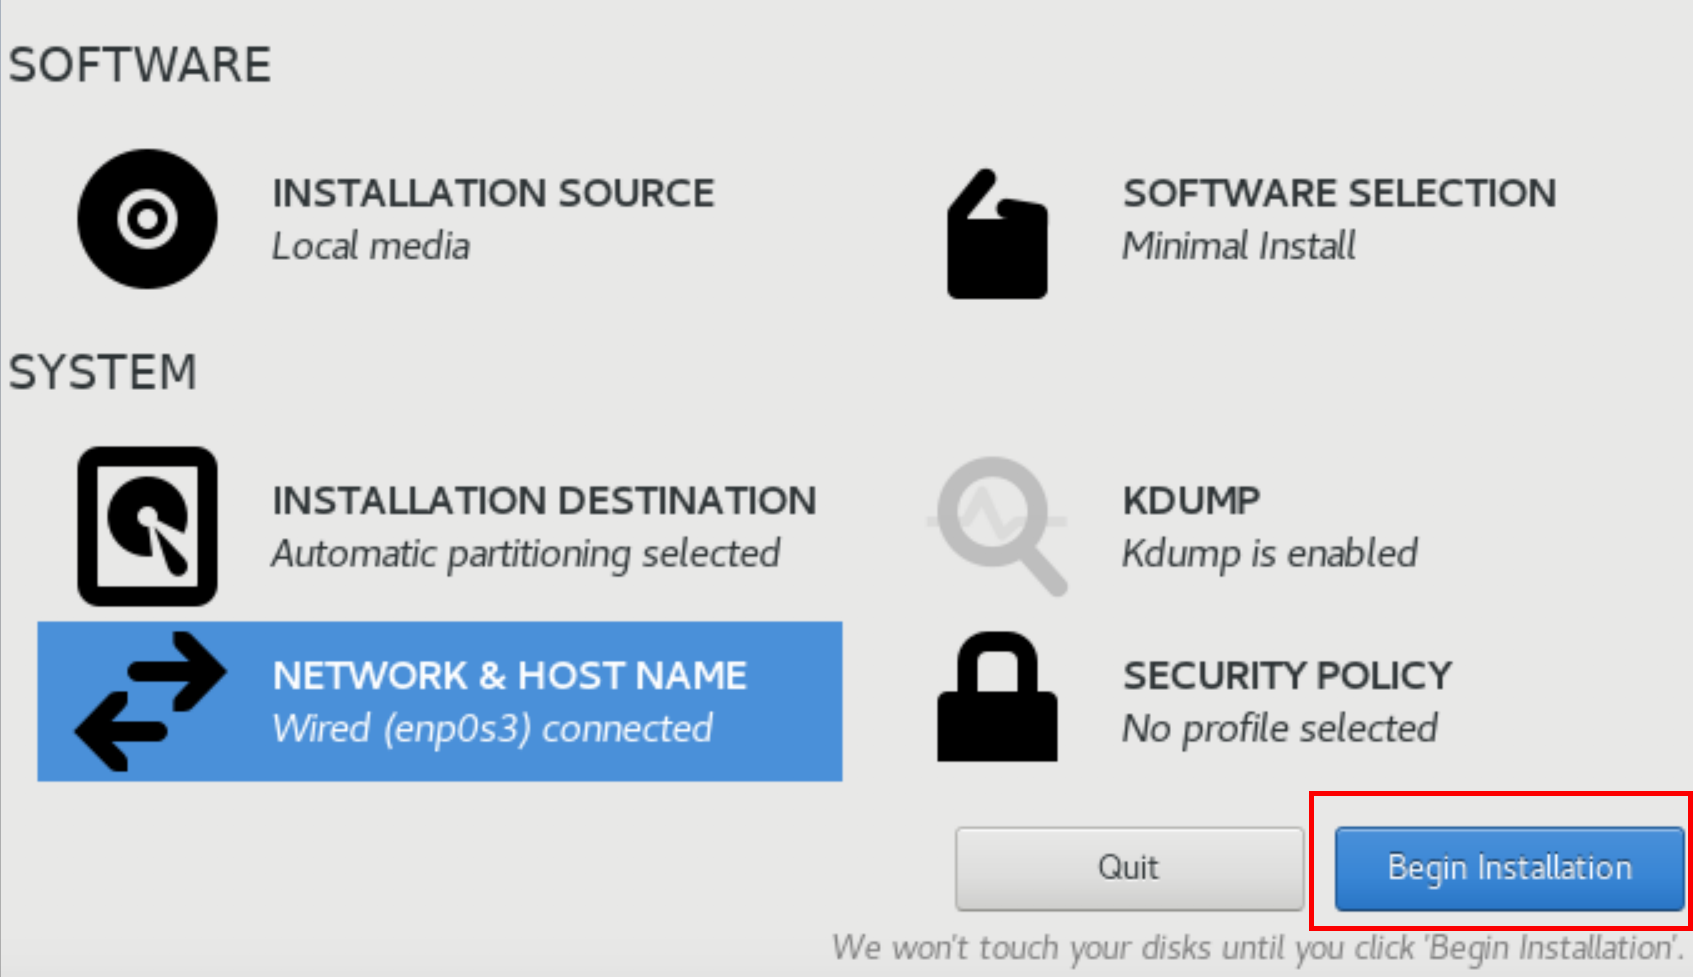 SOFTWARE
INSTALLATION SOURCE
Local media
SOFTWARE SELECTION
Minimal Install
SYSTEM
INSTALLATION DESTINATION
Automatic partitioning selected
KDUMP
Kdump is enabled
NETWORK & HOST NAME
Wired (enp0s3) connected
SECURITY POLICY
No profile selected
Quit
Begin Installation
We won't touch your disks until you click 'Begin Installation'.